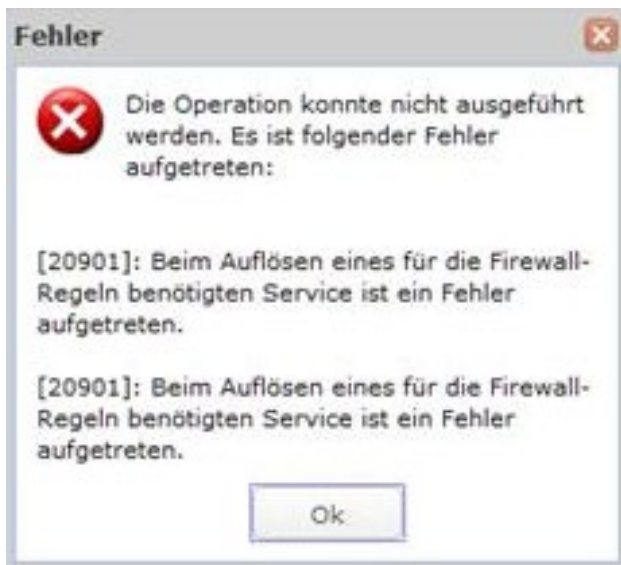 Fehler
Die Operation konnte nicht ausgeführt
werden. Es ist folgender Fehler
aufgetreten:
[20901]: Beim Auflösen eines für die Firewall-
Regeln benötigten Service ist ein Fehler
aufgetreten.
[20901]: Beim Auflösen eines für die Firewall-
Regeln benötigten Service ist ein Fehler
aufgetreten.
Ok